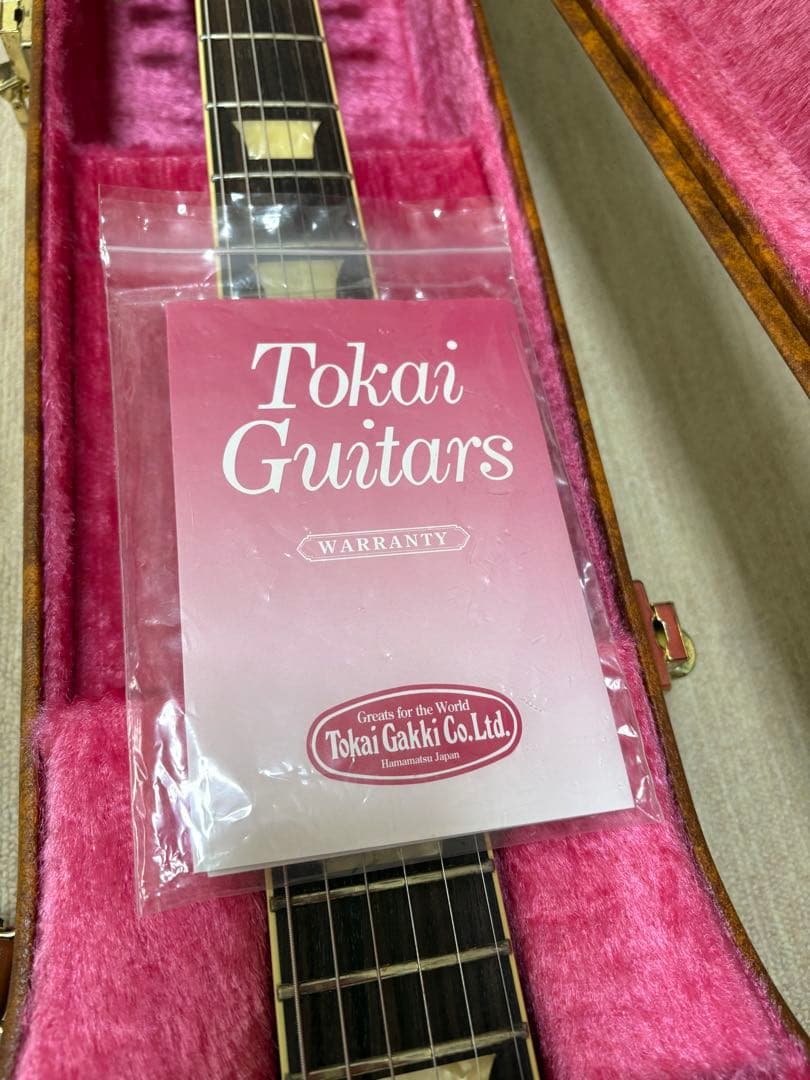 Tokai
Guitars
WARRANTY
Greats for the World
Tokai Gakki Co.Ltd.
Hamamatsu Japan